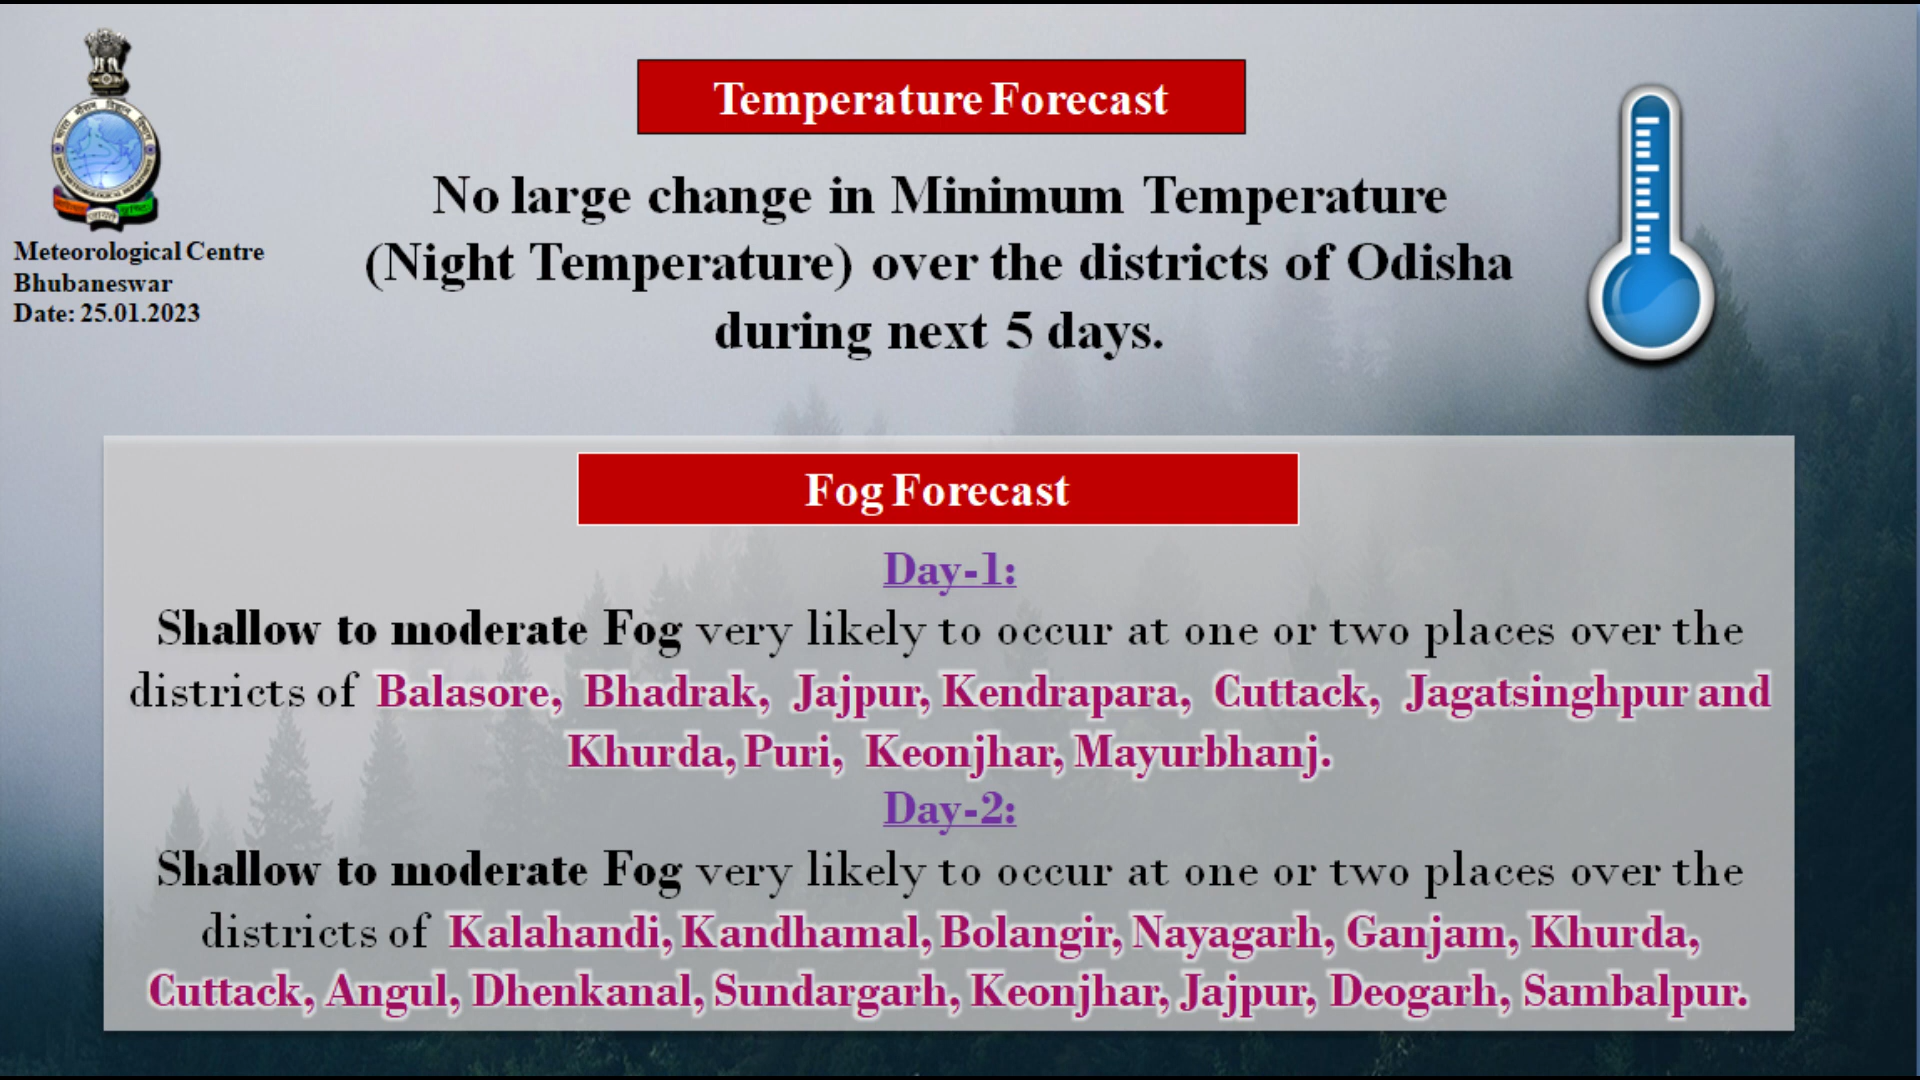 Meteorological Centre
Bhubaneswar
Date: 25.01.2023
Temperature Forecast
No large change in Minimum Temperature
(Night Temperature) over the districts of Odisha
during next 5 days.
Fog Forecast
Day-1:
Shallow to moderate Fog very likely to occur at one or two places over the
districts of Balasore, Bhadrak, Jajpur, Kendrapara, Cuttack, Jagatsinghpur and
Khurda, Puri, Keonjhar, Mayurbhanj.
Day-2:
Shallow to moderate Fog very likely to occur at one or two places over the
districts of Kalahandi, Kandhamal, Bolangir, Nayagarh, Ganjam, Khurda,
Cuttack, Angul, Dhenkanal, Sundargarh, Keonjhar, Jajpur, Deogarh, Sambalpur.